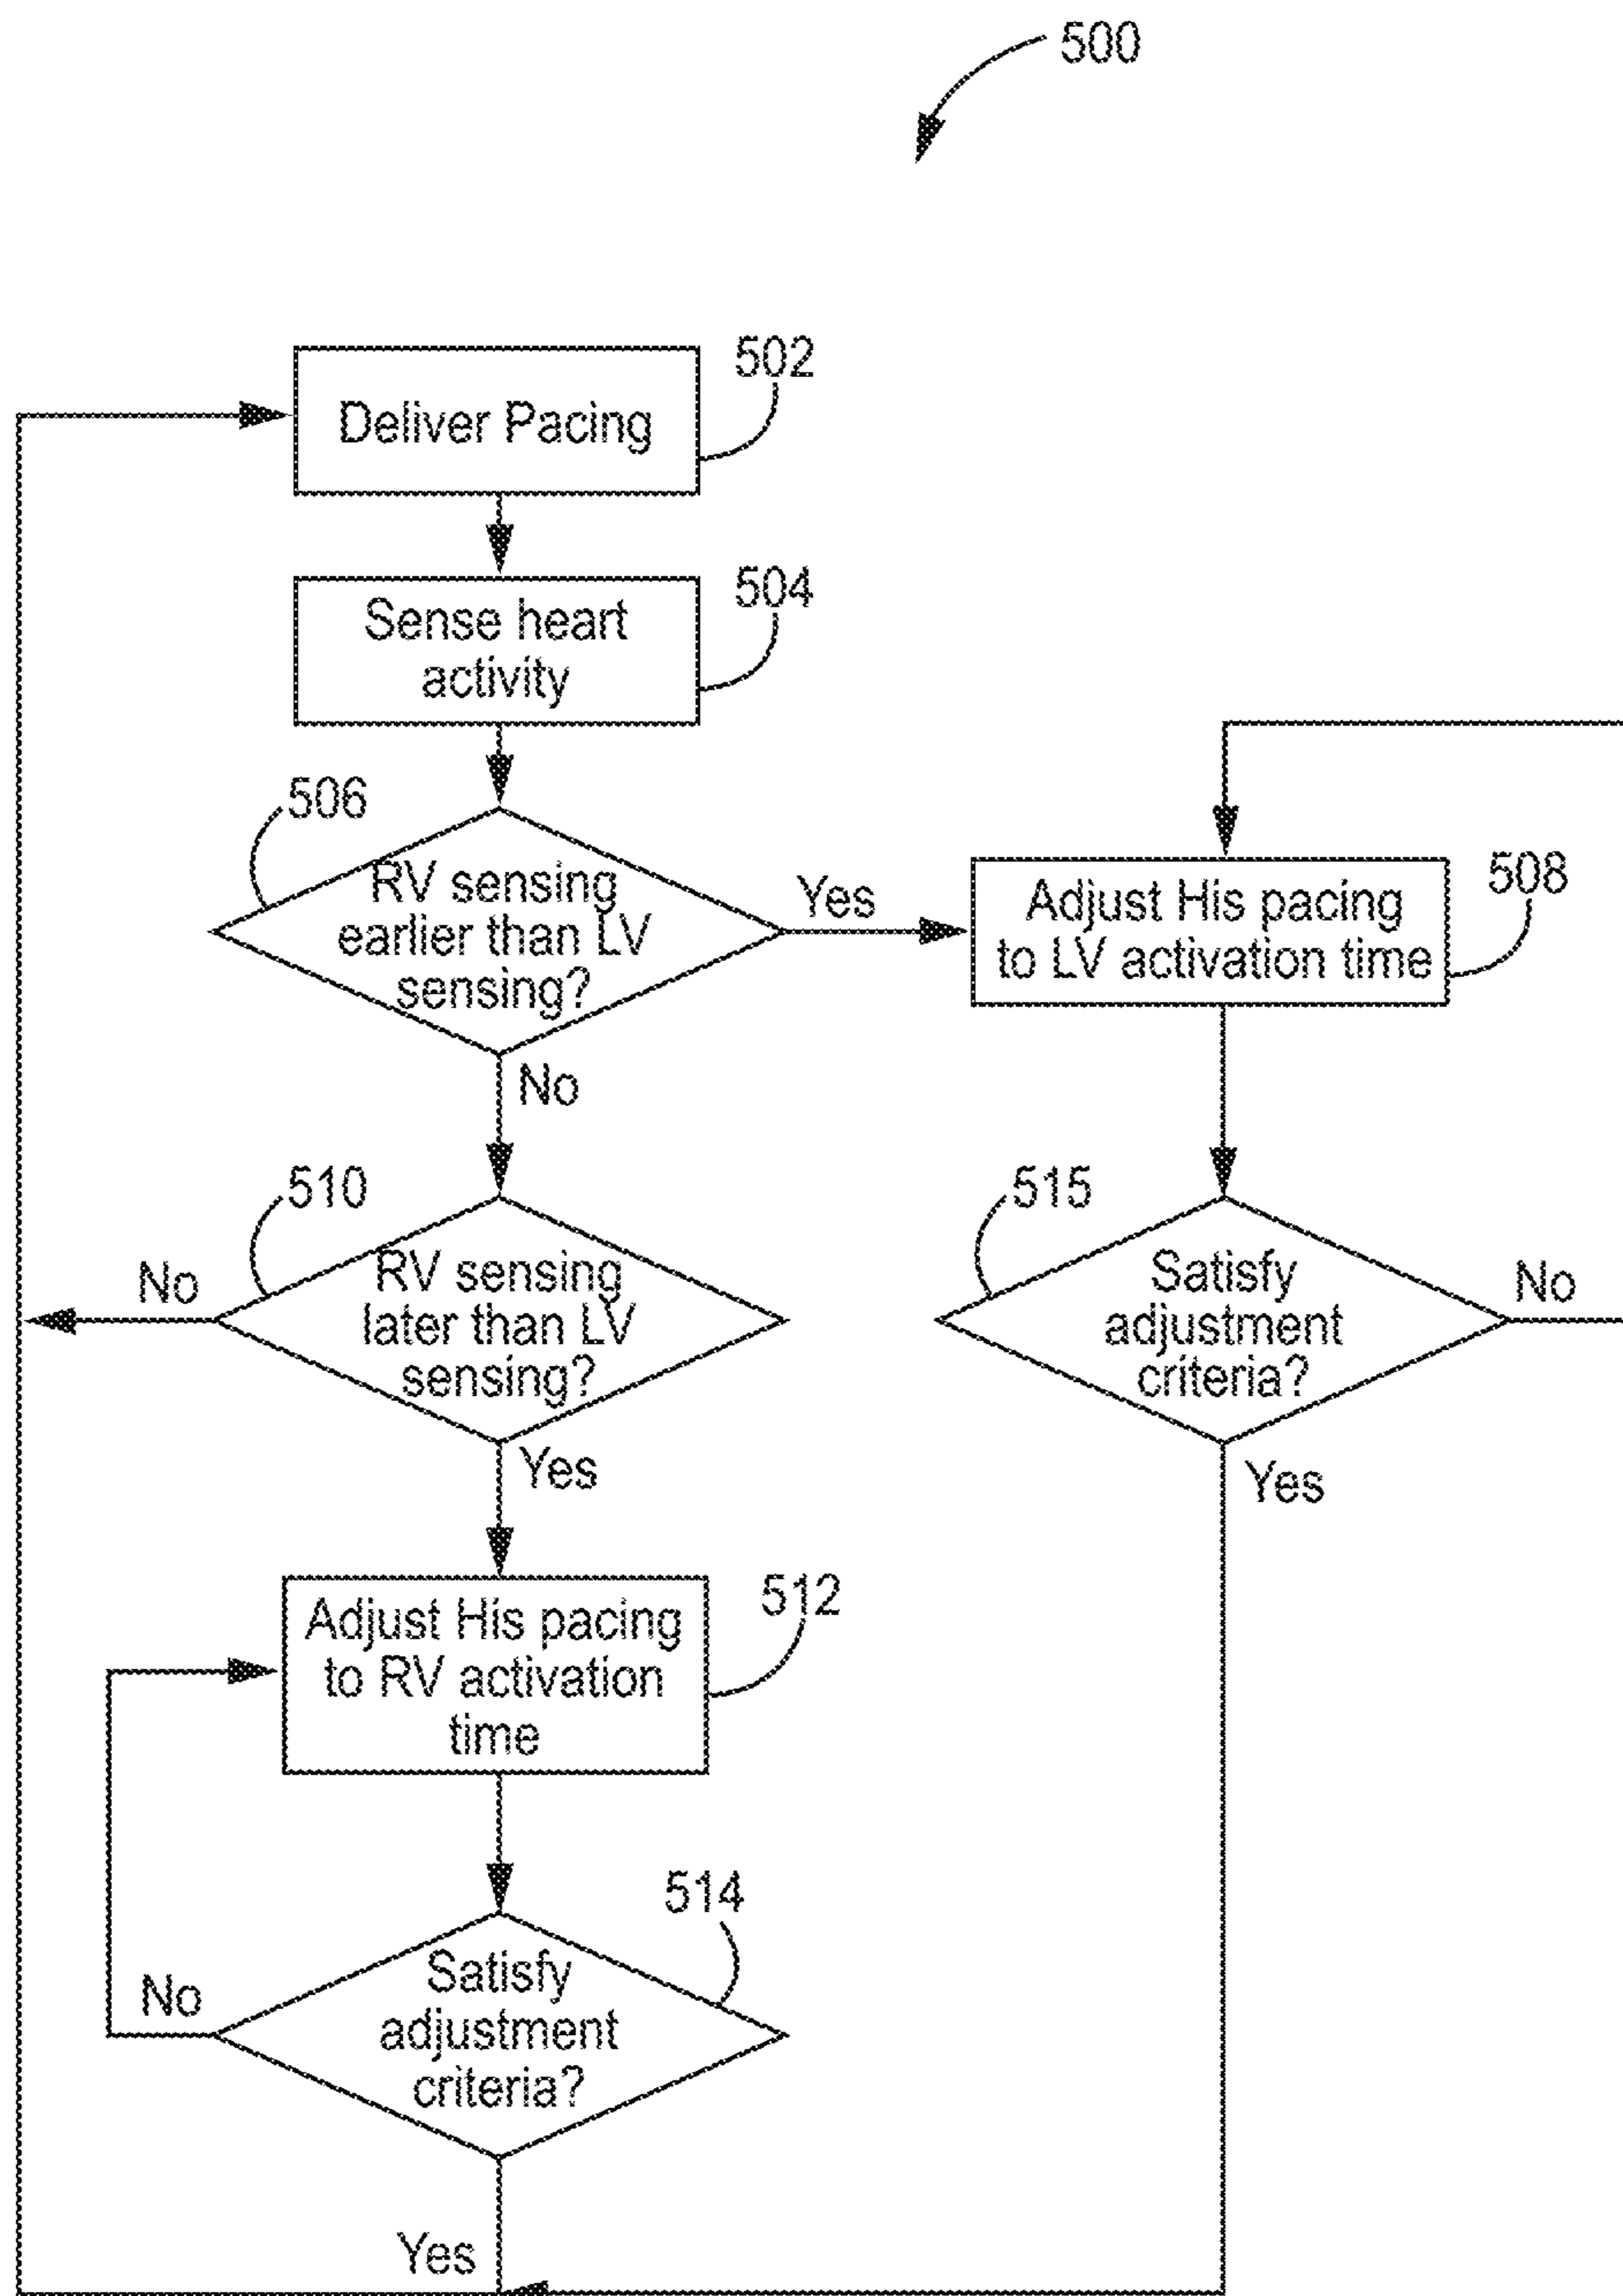 500
502
Deliver Pacing
504
Sense heart
activity
506
RV sensing
earlier than LV
sensing?
Yes
No
508
Adjust His pacing
to LV activation time
510
RV sensing
later than LV
sensing?
No
Yes
515
Satisfy
adjustment
criteria?
No
Yes
512
Adjust His pacing
to RV activation
time
514
Satisfy
adjustment
criteria?
No
Yes